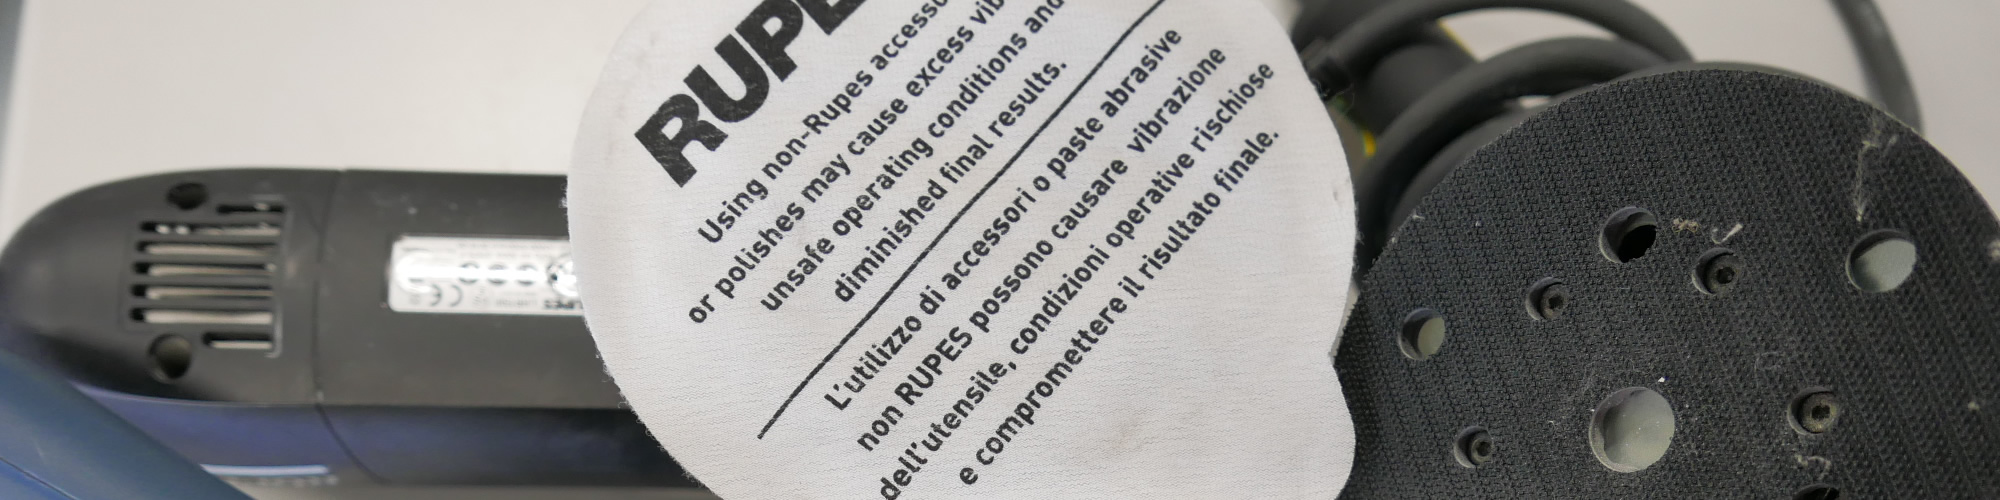 RUPE
Using non-Rupes accesso
or polishes may cause excess vib
unsafe operating conditions and
diminished final results.
L'utilizzo di accessori o paste abrasive
non RUPES possono causare vibrazione
dell'utensile, condizioni operative rischiose
e compromettere il risultato finale.